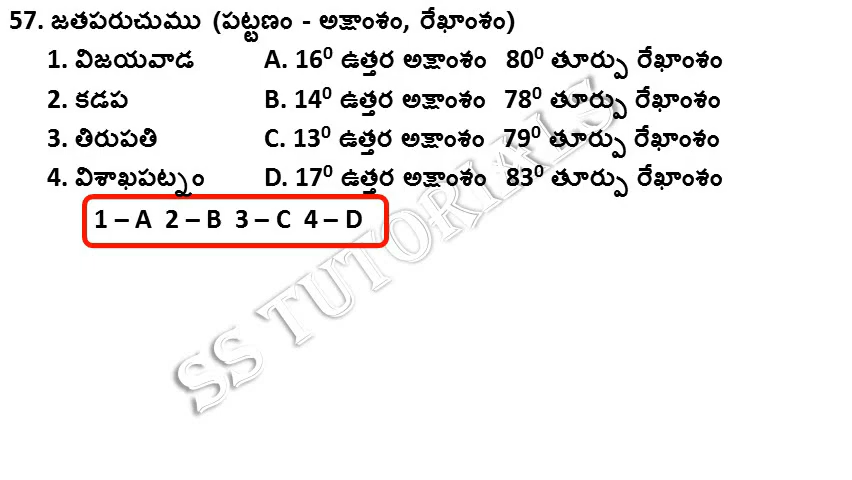 57. జతపరుచుము (పట్టణం - అక్షాంశం, రేఖాంశం)
1. విజయవాడ A. 16⁰ ఉత్తర అక్షాంశం 80⁰ తూర్పు రేఖాంశం
2. కడప B. 14⁰ ఉత్తర అక్షాంశం 78⁰ తూర్పు రేఖాంశం
3. తిరుపతి C. 13⁰ ఉత్తర అక్షాంశం 79⁰ తూర్పు రేఖాంశం
4. విశాఖపట్నం D. 17⁰ ఉత్తర అక్షాంశం 83⁰ తూర్పు రేఖాంశం
1 – A 2 – B 3 – C 4 – D
SS TUTORIALS